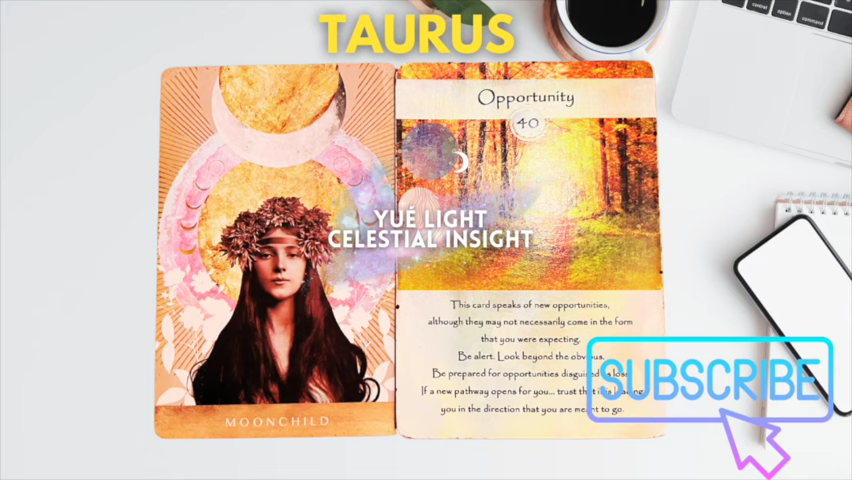 TAURUS
Opportunity
40
YUÉ LIGHT
CELESTIAL INSIGHT
This card speaks of new opportunities,
although they may not necessarily come in the form
that you were expecting.
Be alert. Look beyond the obvious.
Be prepared for opportunities disguised as loss.
If a new pathway opens for you... trust that it is leading
you in the direction that you are meant to go.
MOONCHILD
SUBSCRIBE
control
option
command